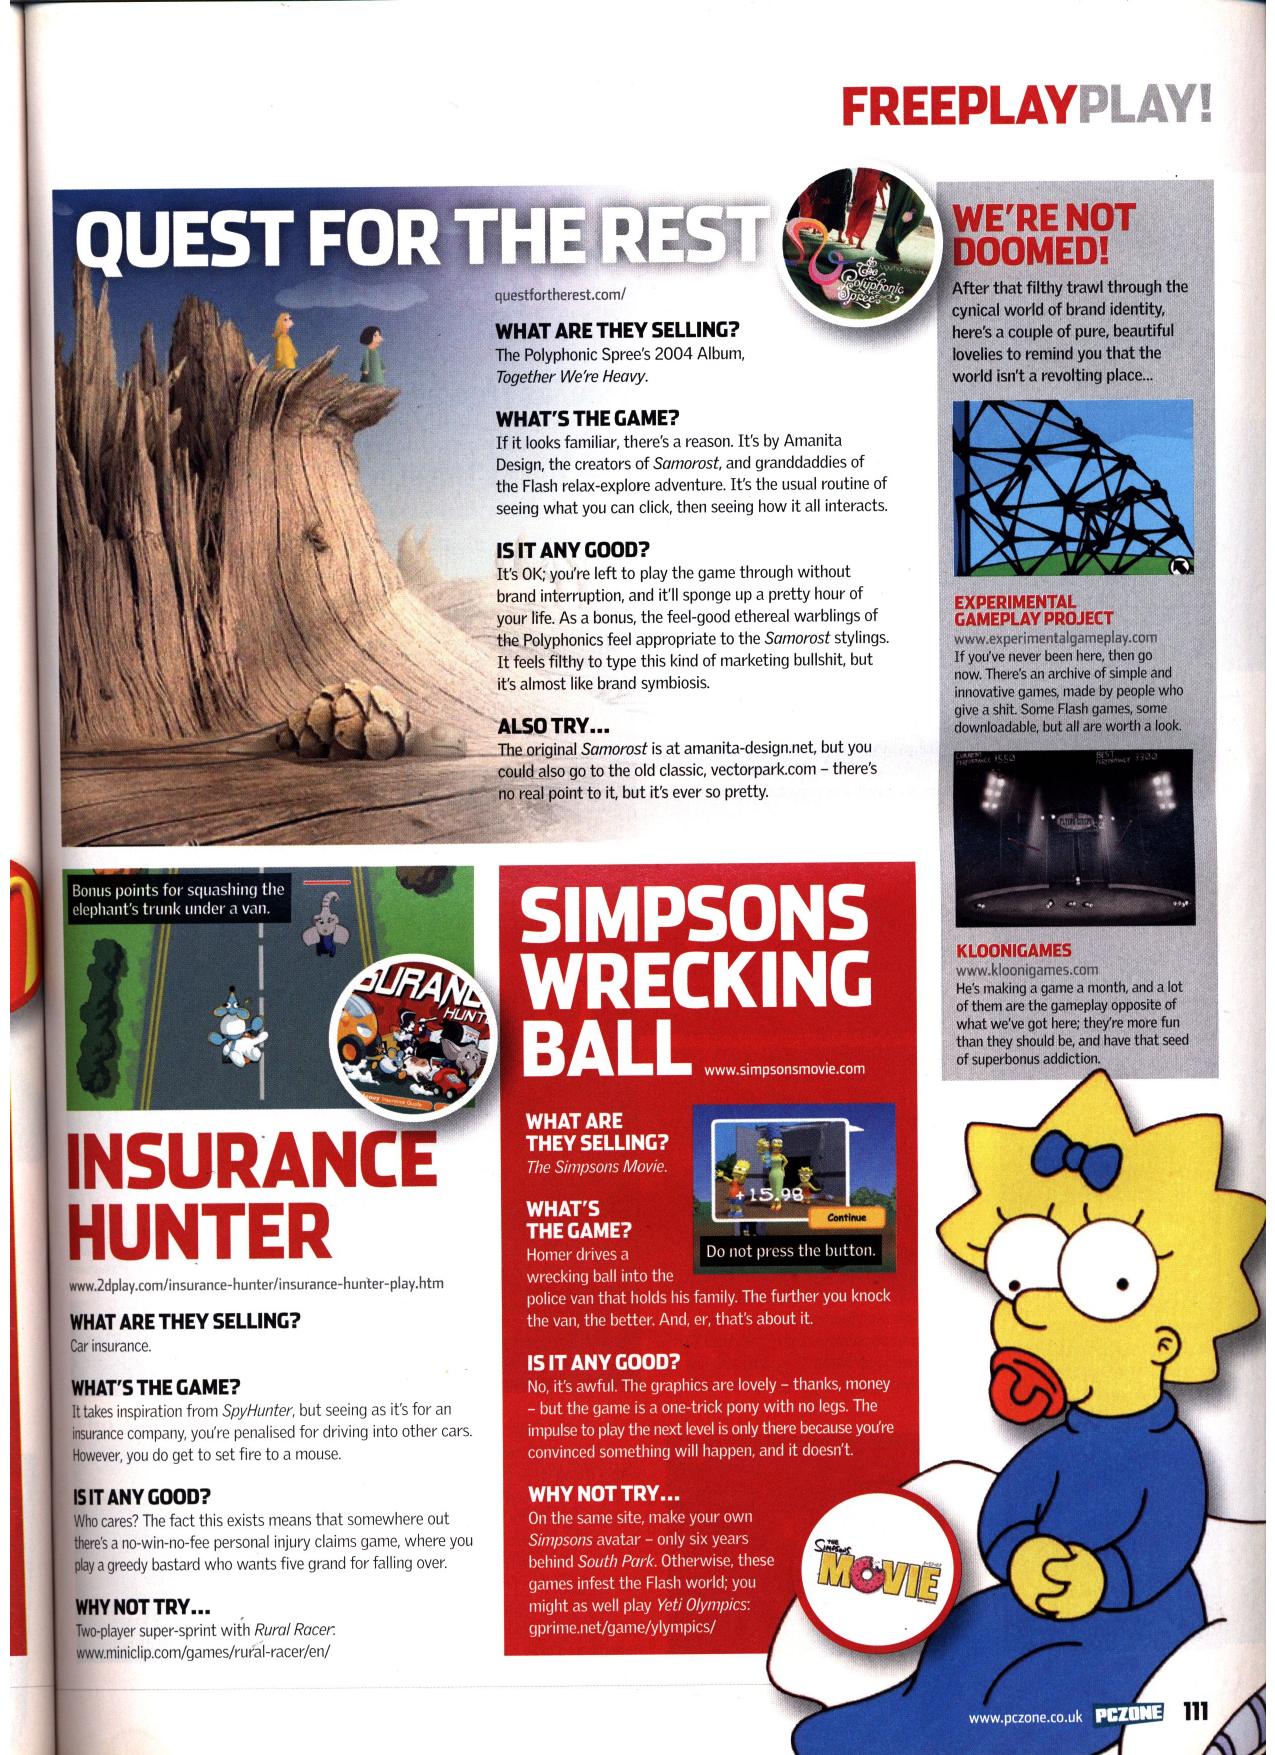 FREEPLAYPLAY!
QUEST FOR THE REST
The
Polyphonic
Spree
questfortherest.com/
WHAT ARE THEY SELLING?
The Polyphonic Spree's 2004 Album,
Together We're Heavy.
WHAT'S THE GAME?
If it looks familiar, there's a reason. It's by Amanita
Design, the creators of Samorost, and granddaddies of
the Flash relax-explore adventure. It's the usual routine of
seeing what you can click, then seeing how it all interacts.
IS IT ANY GOOD?
It's OK; you're left to play the game through without
brand interruption, and it'll sponge up a pretty hour of
your life. As a bonus, the feel-good ethereal warblings of
the Polyphonics feel appropriate to the Samorost stylings.
It feels filthy to type this kind of marketing bullshit, but
it's almost like brand symbiosis.
ALSO TRY...
The original Samorost is at amanita-design.net, but you
could also go to the old classic, vectorpark.com – there's
no real point to it, but it's ever so pretty.
Bonus points for squashing the
elephant's trunk under a van.
URANC
HUNT
INSURANCE
HUNTER
www.2dplay.com/insurance-hunter/insurance-hunter-play.htm
WHAT ARE THEY SELLING?
Car insurance.
WHAT'S THE GAME?
It takes inspiration from SpyHunter, but seeing as it's for an
insurance company, you're penalised for driving into other cars.
However, you do get to set fire to a mouse.
IS IT ANY GOOD?
Who cares? The fact this exists means that somewhere out
there's a no-win-no-fee personal injury claims game, where you
play a greedy bastard who wants five grand for falling over.
WHY NOT TRY...
Two-player super-sprint with Rural Racer:
www.miniclip.com/games/rural-racer/en/
SIMPSONS
WRECKING
BALL www.simpsonsmovie.com
WHAT ARE
THEY SELLING?
The Simpsons Movie.
WHAT'S
THE GAME?
Homer drives a
wrecking ball into the
police van that holds his family. The further you knock
the van, the better. And, er, that's about it.
+15.98
Continue
Do not press the button.
IS IT ANY GOOD?
No, it's awful. The graphics are lovely – thanks, money
– but the game is a one-trick pony with no legs. The
impulse to play the next level is only there because you're
convinced something will happen, and it doesn't.
WHY NOT TRY...
On the same site, make your own
Simpsons avatar – only six years
behind South Park. Otherwise, these
games infest the Flash world; you
might as well play Yeti Olympics:
gprime.net/game/ylympics/
THE
Simpsons
MOVIE
WE'RE NOT
DOOMED!
After that filthy trawl through the
cynical world of brand identity,
here's a couple of pure, beautiful
lovelies to remind you that the
world isn't a revolting place...
EXPERIMENTAL
GAMEPLAY PROJECT
www.experimentalgameplay.com
If you've never been here, then go
now. There's an archive of simple and
innovative games, made by people who
give a shit. Some Flash games, some
downloadable, but all are worth a look.
CURRENT
PERFORMANCE 1550
BEST
PERFORMANCE 3300
KLOONIGAMES
www.kloonigames.com
He's making a game a month, and a lot
of them are the gameplay opposite of
what we've got here; they're more fun
than they should be, and have that seed
of superbonus addiction.
www.pczone.co.uk PCZONE 111